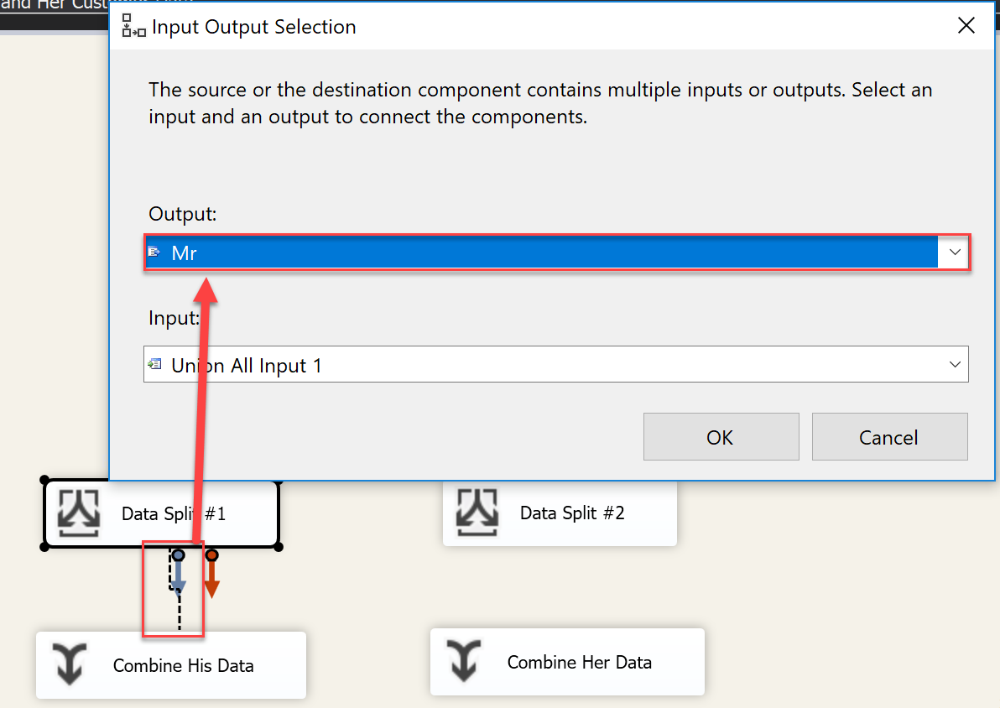 and Her
Input Output Selection
The source or the destination component contains multiple inputs or outputs. Select an
input and an output to connect the components.
Output:
Mr
Input:
Union All Input 1
OK
Cancel
Data Split #1
Data Split #2
Combine His Data
Combine Her Data